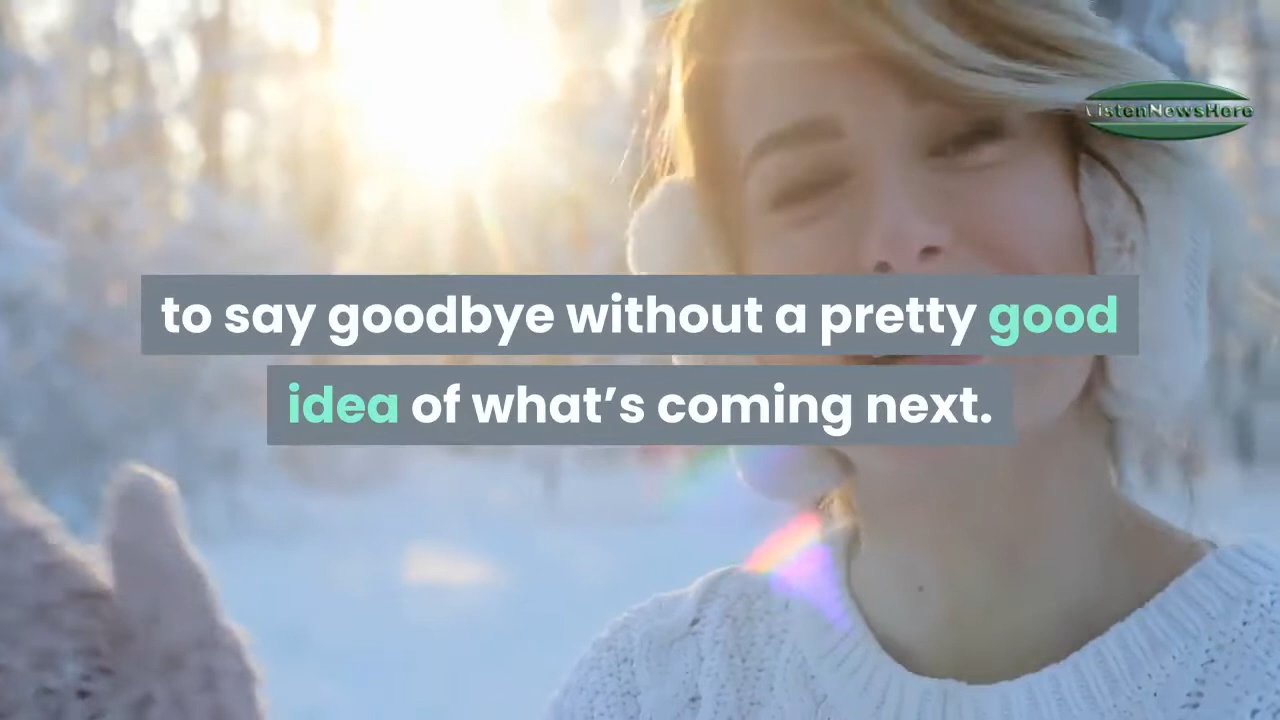 ListenNewsHere
to say goodbye without a pretty good
idea of what’s coming next.